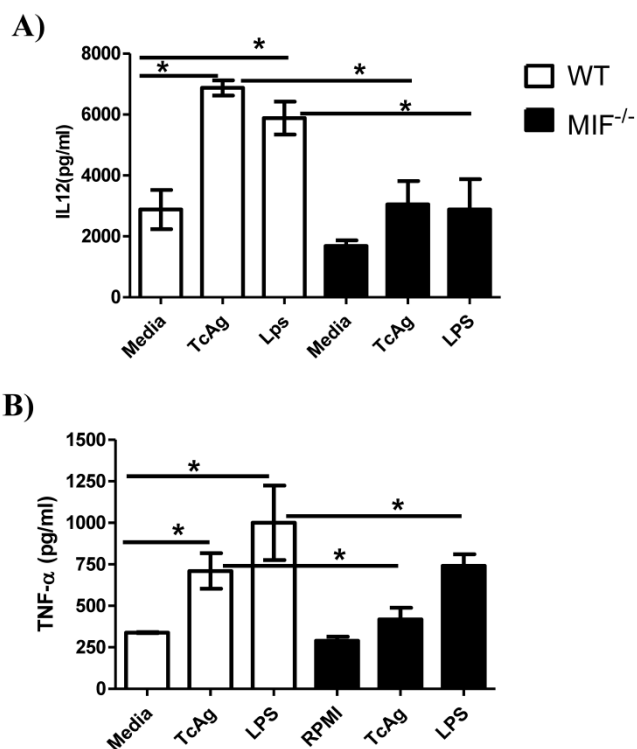 A)
8000
6000
4000
2000
0
IL12(pg/ml)
*
*
*
*
WT
MIF-/-
Media
TcAg
Lps
Media
TcAg
LPS
B)
1500
1250
1000
750
500
250
0
TNF-α (pg/ml)
*
*
*
*
Media
TcAg
LPS
RPMI
TcAg
LPS